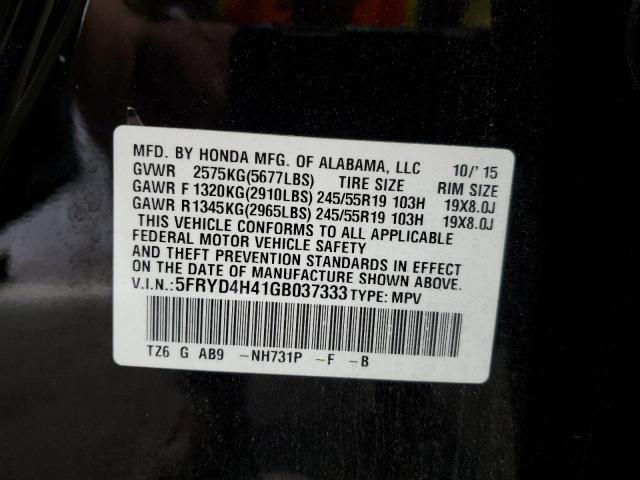 MFD. BY HONDA MFG. OF ALABAMA, LLC 10/'15
GVWR 2575KG(5677LBS) TIRE SIZE RIM SIZE
GAWR F 1320KG(2910LBS) 245/55R19 103H 19X8.0J
GAWR R 1345KG(2965LBS) 245/55R19 103H 19X8.0J
THIS VEHICLE CONFORMS TO ALL APPLICABLE
FEDERAL MOTOR VEHICLE SAFETY
AND THEFT PREVENTION STANDARDS IN EFFECT
ON THE DATE OF MANUFACTURE SHOWN ABOVE.
V.I.N.:5FRYD4H41GB037333 TYPE: MPV
TZ6 G AB9 -NH731P -F -B